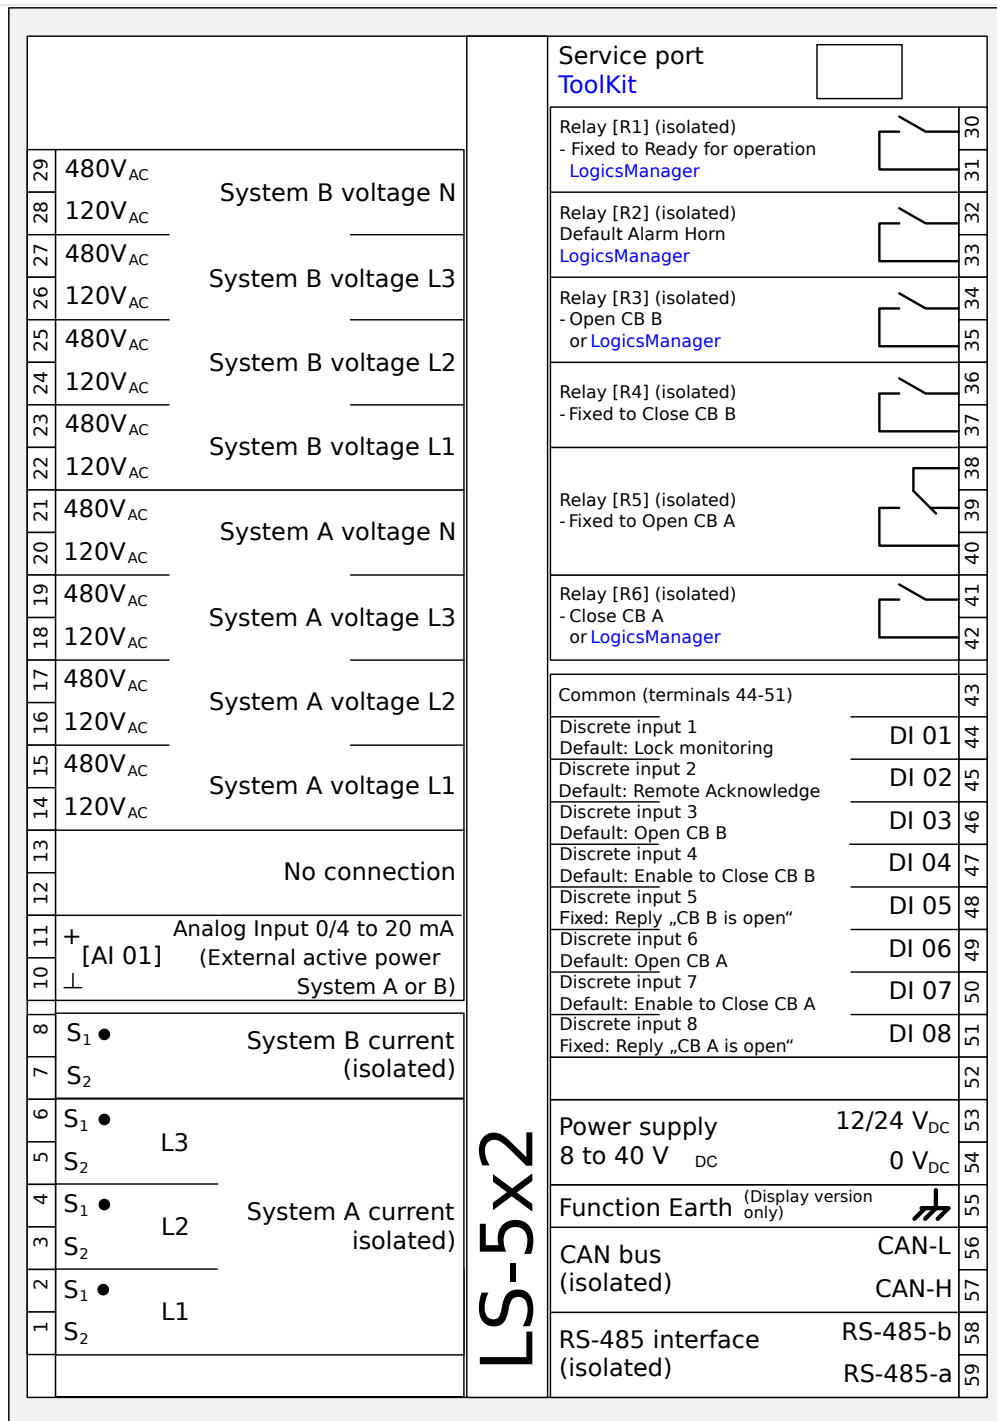 29 480VAC
System B voltage N
28 120VAC
27 480VAC
System B voltage L3
26 120VAC
25 480VAC
System B voltage L2
24 120VAC
23 480VAC
System B voltage L1
22 120VAC
21 480VAC
System A voltage N
20 120VAC
19 480VAC
System A voltage L3
18 120VAC
17 480VAC
System A voltage L2
16 120VAC
15 480VAC
System A voltage L1
14 120VAC
13
No connection
12
11 + Analog Input 0/4 to 20 mA
[AI 01] (External active power
10 ⊥ System A or B)
8 S1 ● System B current
7 S2 (isolated)
6 S1 ●
L3
5 S2
4 S1 ● System A current
L2 isolated)
3 S2
2 S1 ●
L1
1 S2
LS-5x2
Service port
ToolKit
Relay [R1] (isolated) 30
- Fixed to Ready for operation
LogicsManager 31
Relay [R2] (isolated) 32
Default Alarm Horn
LogicsManager 33
Relay [R3] (isolated) 34
- Open CB B
or LogicsManager 35
Relay [R4] (isolated) 36
- Fixed to Close CB B 37
38
Relay [R5] (isolated) 39
- Fixed to Open CB A
40
Relay [R6] (isolated) 41
- Close CB A
or LogicsManager 42
Common (terminals 44-51) 43
Discrete input 1
Default: Lock monitoring DI 01 44
Discrete input 2
Default: Remote Acknowledge DI 02 45
Discrete input 3
Default: Open CB B DI 03 46
Discrete input 4
Default: Enable to Close CB B DI 04 47
Discrete input 5
Fixed: Reply „CB B is open“ DI 05 48
Discrete input 6
Default: Open CB A DI 06 49
Discrete input 7
Default: Enable to Close CB A DI 07 50
Discrete input 8
Fixed: Reply „CB A is open“ DI 08 51
52
Power supply 12/24 VDC 53
8 to 40 V DC 0 VDC 54
Function Earth (Display version only) 55
CAN bus CAN-L 56
(isolated) CAN-H 57
RS-485 interface RS-485-b 58
(isolated) RS-485-a 59